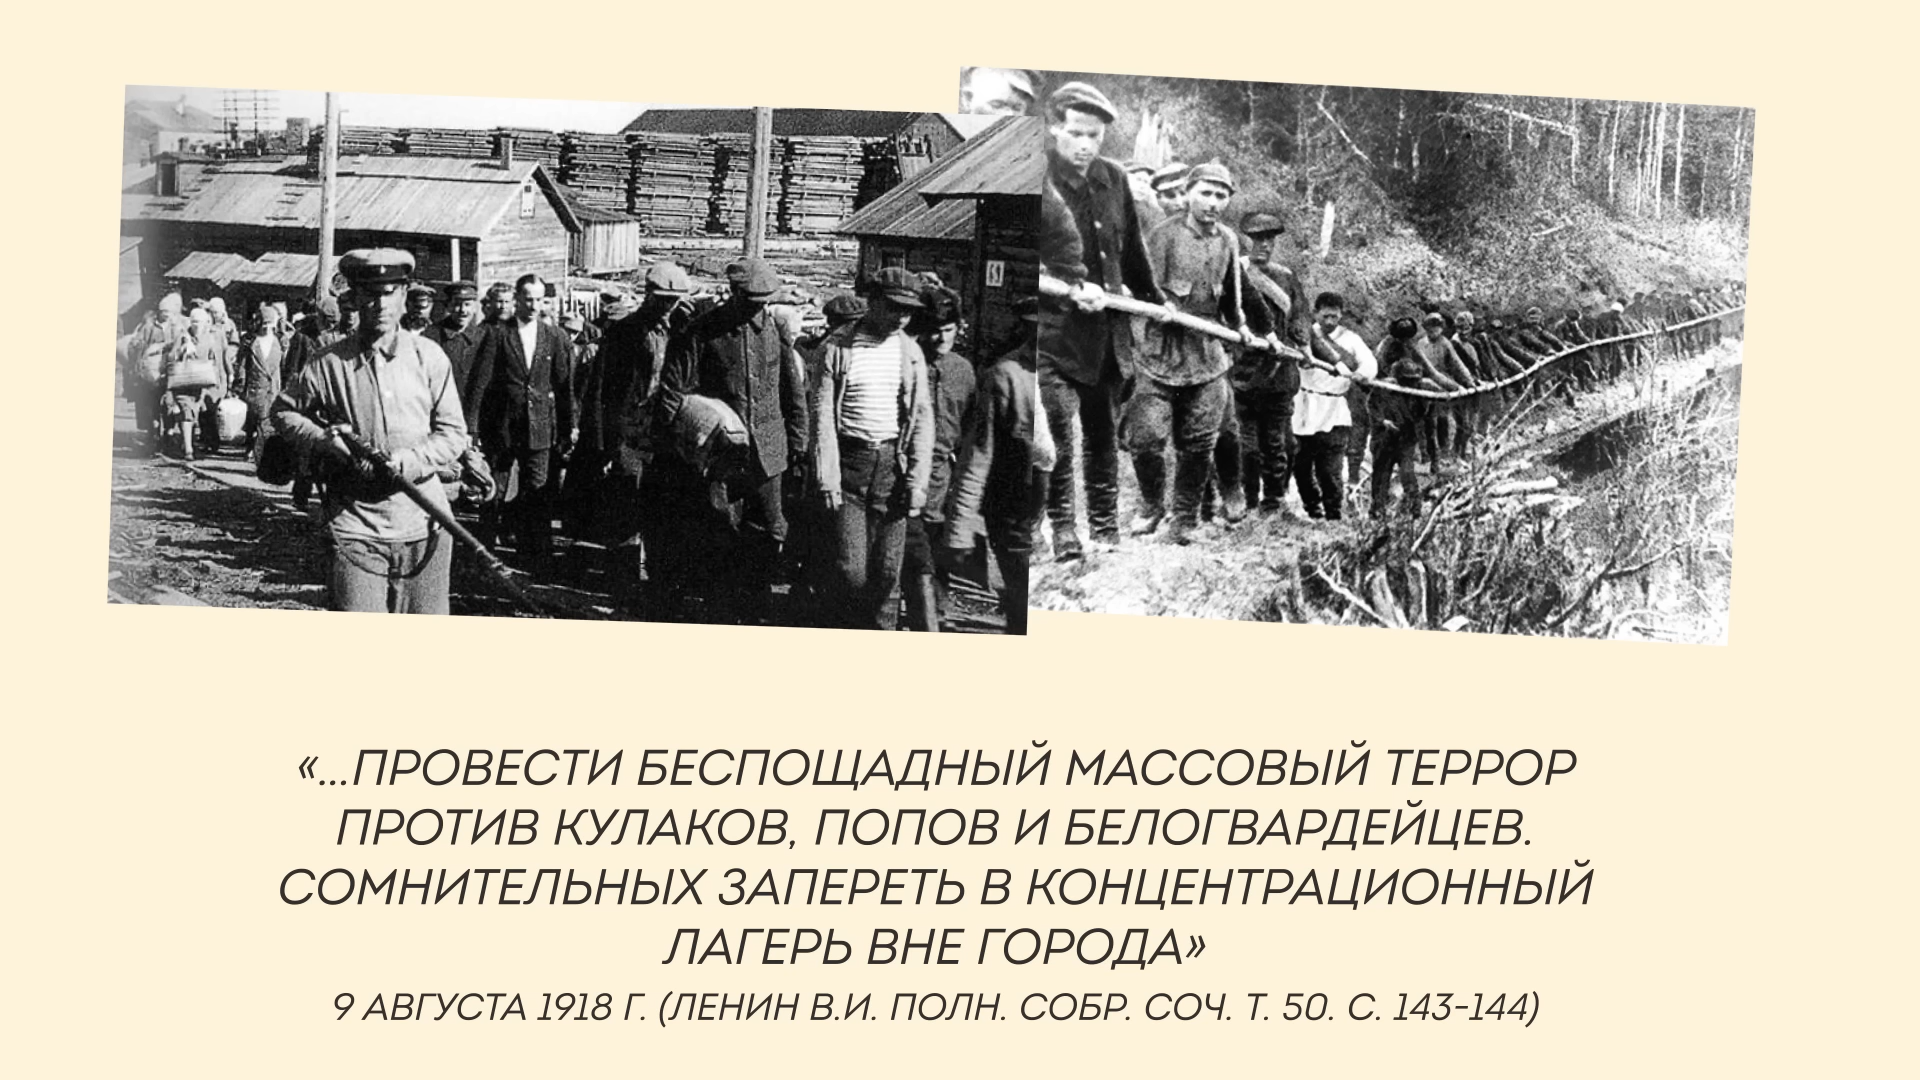 «...ПРОВЕСТИ БЕСПОЩАДНЫЙ МАССОВЫЙ ТЕРРОР
ПРОТИВ КУЛАКОВ, ПОПОВ И БЕЛОГВАРДЕЙЦЕВ.
СОМНИТЕЛЬНЫХ ЗАПЕРЕТЬ В КОНЦЕНТРАЦИОННЫЙ
ЛАГЕРЬ ВНЕ ГОРОДА»
9 АВГУСТА 1918 Г. (ЛЕНИН В.И. ПОЛН. СОБР. СОЧ. Т. 50. С. 143-144)